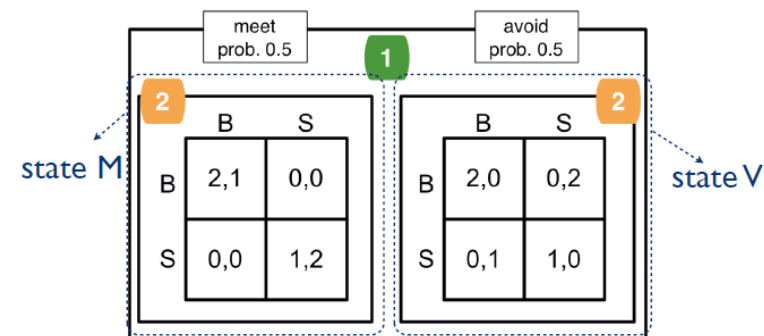 meet
prob. 0.5
avoid
prob. 0.5
1
2
2
B S
B S
state M
state V
B 2,1 0,0
B 2,0 0,2
S 0,0 1,2
S 0,1 1,0